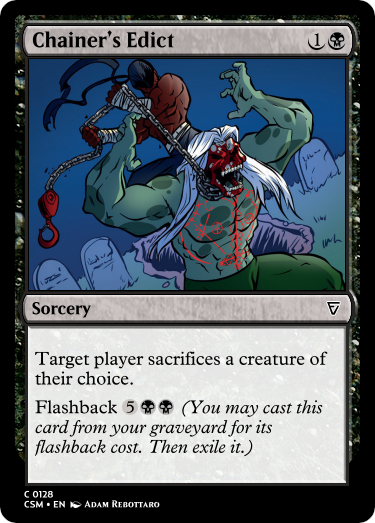 Chainer's Edict 1
Sorcery
Target player sacrifices a creature of
their choice.
Flashback 5 (You may cast this
card from your graveyard for its
flashback cost. Then exile it.)
C 0128
CSM • EN Adam Rebottaro